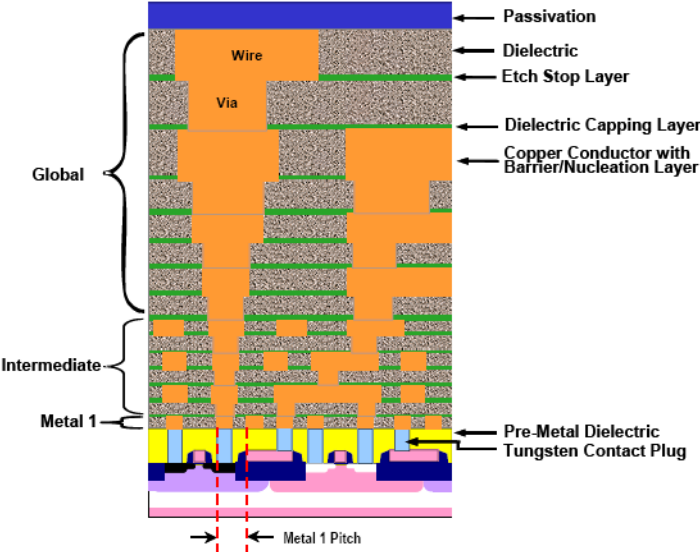 Passivation
Wire
Dielectric
Etch Stop Layer
Via
Dielectric Capping Layer
Copper Conductor with
Barrier/Nucleation Layer
Global
Intermediate
Metal 1
Pre-Metal Dielectric
Tungsten Contact Plug
Metal 1 Pitch